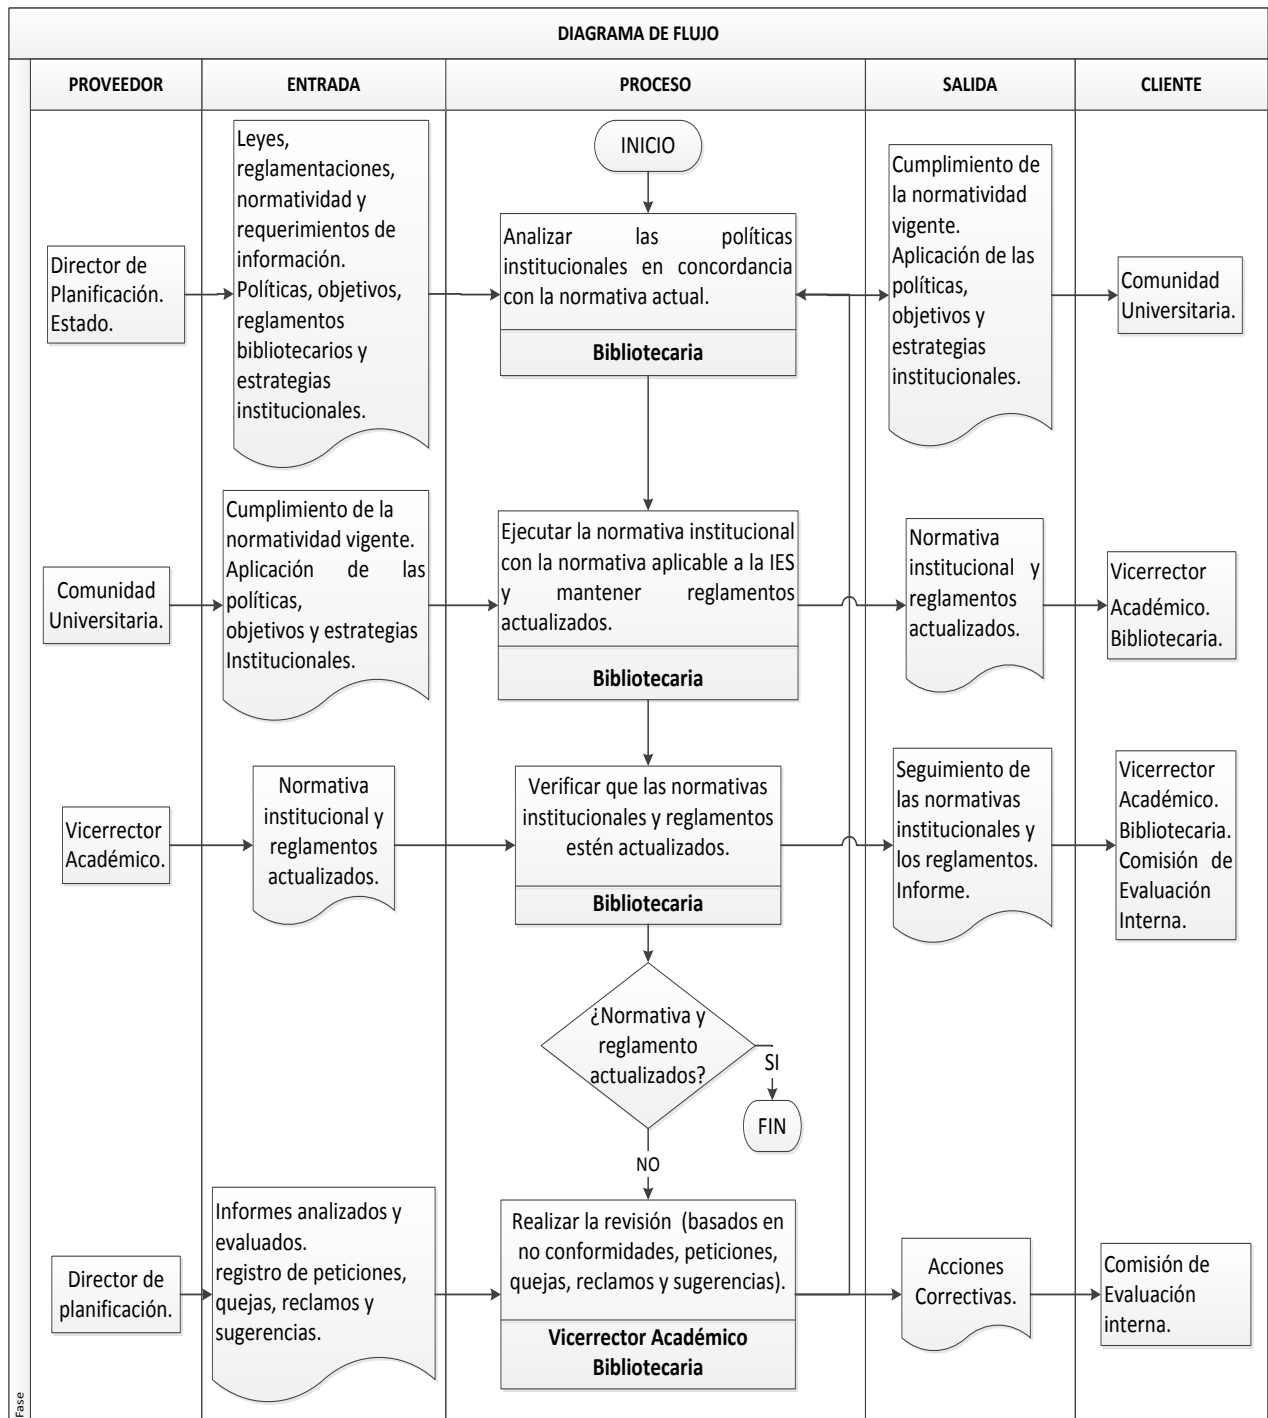 DIAGRAMA DE FLUJO
PROVEEDOR
ENTRADA
PROCESO
SALIDA
CLIENTE
Director de
Planificación.
Estado.
Leyes,
reglamentaciones,
normatividad y
requerimientos de
información.
Políticas, objetivos,
reglamentos
bibliotecarios y
estrategias
institucionales.
INICIO
Analizar las políticas
institucionales en concordancia
con la normativa actual.
Bibliotecaria
Cumplimiento de
la normatividad
vigente.
Aplicación de las
políticas,
objetivos y
estrategias
institucionales.
Comunidad
Universitaria.
Comunidad
Universitaria.
Cumplimiento de la
normatividad vigente.
Aplicación de las
políticas,
objetivos y estrategias
Institucionales.
Ejecutar la normativa institucional
con la normativa aplicable a la IES
y mantener reglamentos
actualizados.
Bibliotecaria
Normativa
institucional y
reglamentos
actualizados.
Vicerrector
Académico.
Bibliotecaria.
Vicerrector
Académico.
Normativa
institucional y
reglamentos
actualizados.
Verificar que las normativas
institucionales y reglamentos
estén actualizados.
Bibliotecaria
Seguimiento de
las normativas
institucionales y
los reglamentos.
Informe.
Vicerrector
Académico.
Bibliotecaria.
Comisión de
Evaluación
Interna.
¿Normativa y
reglamento
actualizados?
SI
FIN
NO
Director de
planificación.
Informes analizados y
evaluados.
registro de peticiones,
quejas, reclamos y
sugerencias.
Realizar la revisión (basados en
no conformidades, peticiones,
quejas, reclamos y sugerencias).
Vicerrector Académico
Bibliotecaria
Acciones
Correctivas.
Comisión de
Evaluación
interna.
Fase